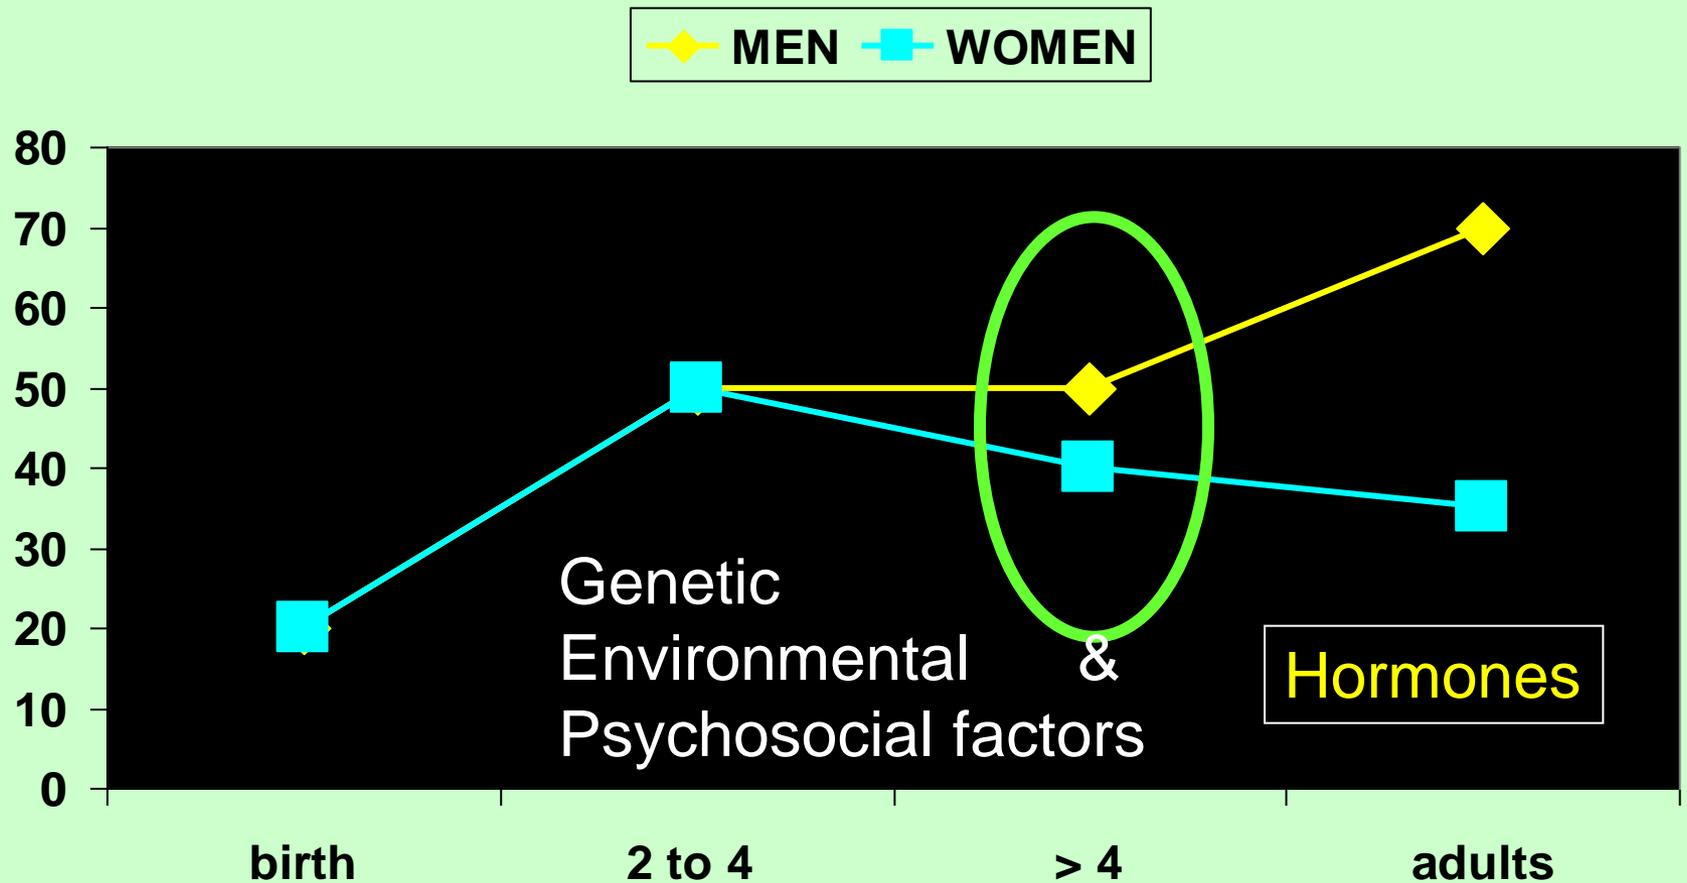 MEN WOMEN
80
70
60
50
40
30
20
10
0
Genetic
Environmental &
Psychosocial factors
Hormones
birth 2 to 4 > 4 adults